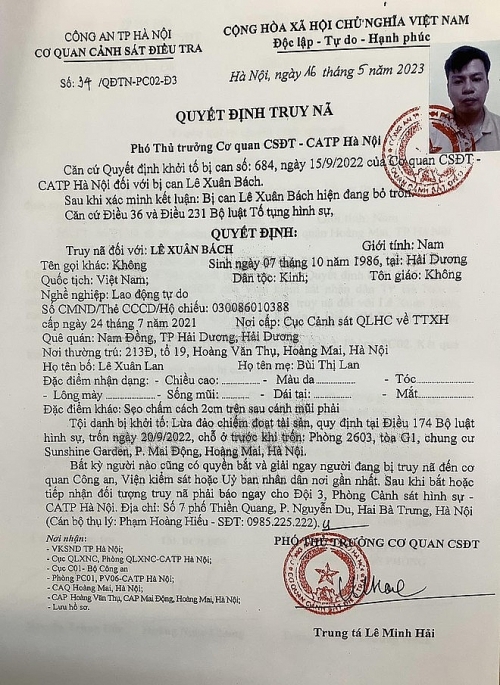 CÔNG AN TP HÀ NỘI
CƠ QUAN CẢNH SÁT ĐIỀU TRA
CỘNG HÒA XÃ HỘI CHỦ NGHĨA VIỆT NAM
Độc lập - Tự do - Hạnh phúc
Số: 34 /QĐTN-PC02-Đ3
Hà Nội, ngày 16 tháng 5 năm 2023
QUYẾT ĐỊNH TRUY NÃ
Phó Thủ trưởng Cơ quan CSĐT - CATP Hà Nội
Căn cứ Quyết định khởi tố bị can số: 684, ngày 15/9/2022 của Cơ quan CSĐT -
CATP Hà Nội đối với bị can Lê Xuân Bách.
Sau khi xác minh kết luận: Bị can Lê Xuân Bách hiện đang bỏ trốn.
Căn cứ Điều 36 và Điều 231 Bộ luật Tố tụng hình sự,
QUYẾT ĐỊNH:
Truy nã đối với: LÊ XUÂN BÁCH Giới tính: Nam
Tên gọi khác: Không Sinh ngày 07 tháng 10 năm 1986, tại: Hải Dương
Quốc tịch: Việt Nam; Dân tộc: Kinh; Tôn giáo: Không
Nghề nghiệp: Lao động tự do
Số CMND/Thẻ CCCD/Hộ chiếu: 030086010388
cấp ngày 24 tháng 7 năm 2021 Nơi cấp: Cục Cảnh sát QLHC về TTXH
Quê quán: Nam Đồng, TP Hải Dương, Hải Dương
Nơi thường trú: 213Đ, tổ 19, Hoàng Văn Thụ, Hoàng Mai, Hà Nội
Họ tên bố: Lê Xuân Lan Họ tên mẹ: Bùi Thị Lan
Đặc điểm nhận dạng: - Chiều cao: ............ - Màu da ............ - Tóc ............
- Lông mày ............ - Sống mũi: ............ - Dái tai: ............ - Mắt............
Đặc điểm khác: Sẹo chấm cách 2cm trên sau cánh mũi phải
Tội danh bị khởi tố: Lừa đảo chiếm đoạt tài sản, quy định tại Điều 174 Bộ luật
hình sự, trốn ngày 20/9/2022, chỗ ở trước khi trốn: Phòng 2603, tòa G1, chung cư
Sunshine Garden, P. Mai Động, Hoàng Mai, Hà Nội.
Bất kỳ người nào cũng có quyền bắt và giải ngay người đang bị truy nã đến cơ
quan Công an, Viện kiểm sát hoặc Uỷ ban nhân dân nơi gần nhất. Sau khi bắt hoặc
tiếp nhận đối tượng truy nã phải báo ngay cho Đội 3, Phòng Cảnh sát hình sự -
CATP Hà Nội. Địa chỉ: Số 7 phố Thiền Quang, P. Nguyễn Du, Hai Bà Trưng, Hà Nội
(Cán bộ thụ lý: Phạm Hoàng Hiếu - SĐT: 0985.225.222).
Nơi nhận:
- VKSND TP Hà Nội;
- Cục QLXNC, Phòng QLXNC-CATP Hà Nội;
- Cục C01- Bộ Công an
- Phòng PC01, PV06-CATP Hà Nội;
- CAQ Hoàng Mai, Hà Nội;
- CAP Hoàng Văn Thụ, CAP Mai Động, Hoàng Mai, Hà Nội;
- Lưu hồ sơ.
PHÓ THỦ TRƯỞNG CƠ QUAN CSĐT
Trung tá Lê Minh Hải